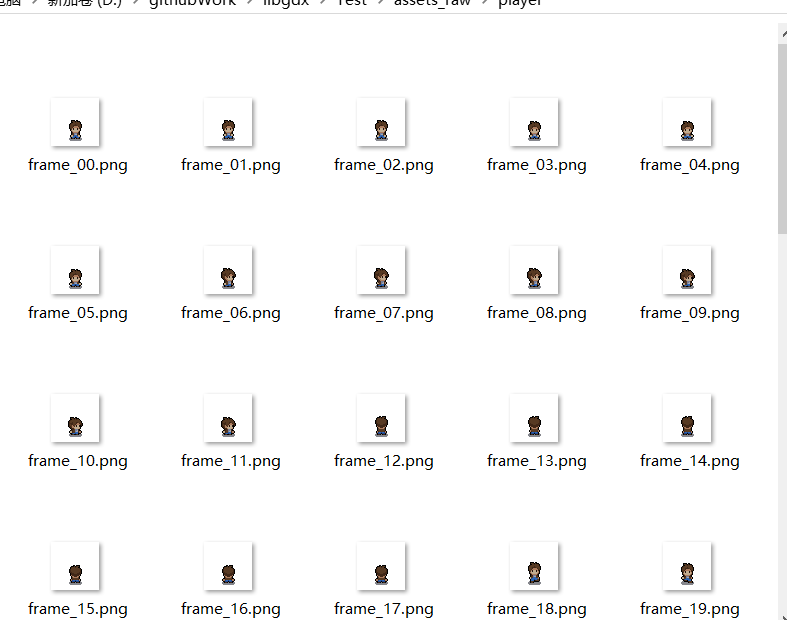 电脑 > 新加卷 (D:) > githubWork > libgdx > Test > assets_raw > player
frame_00.png frame_01.png frame_02.png frame_03.png frame_04.png
frame_05.png frame_06.png frame_07.png frame_08.png frame_09.png
frame_10.png frame_11.png frame_12.png frame_13.png frame_14.png
frame_15.png frame_16.png frame_17.png frame_18.png frame_19.png